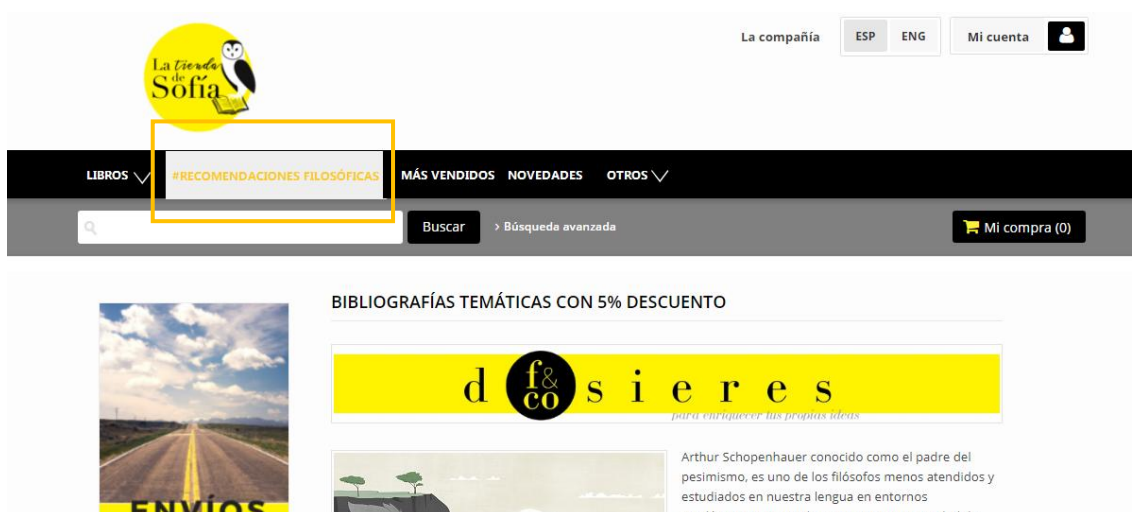 La tienda
de
Sofía
La compañía
ESP
ENG
Mi cuenta
LIBROS
#RECOMENDACIONES FILOSÓFICAS
MÁS VENDIDOS
NOVEDADES
OTROS
Buscar
> Búsqueda avanzada
Mi compra (0)
ENVÍOS
BIBLIOGRAFÍAS TEMÁTICAS CON 5% DESCUENTO
d f& co s i e r e s
para enriquecer tus propias ideas
Arthur Schopenhauer conocido como el padre del
pesimismo, es uno de los filósofos menos atendidos y
estudiados en nuestra lengua en entornos